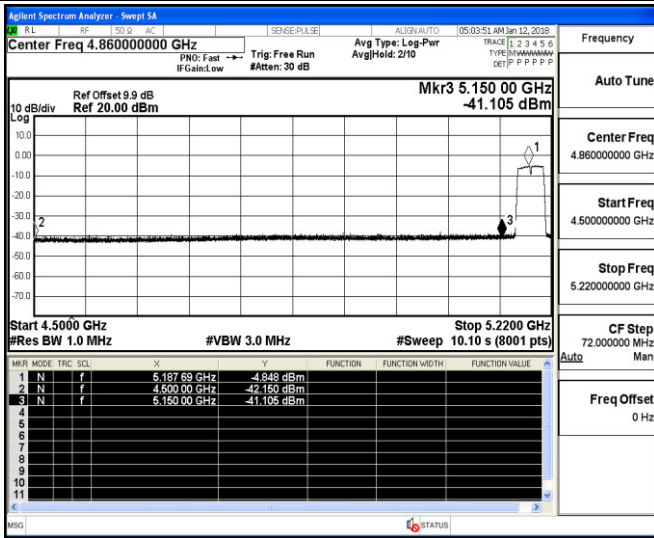 Agilent Spectrum Analyzer - Swept SA
RL RF 50 Ω AC SENSE:PULSE ALIGN AUTO 05:03:51 AM Jan 12, 2018
Center Freq 4.860000000 GHz
PNO: Fast
IFGain:Low
Trig: Free Run
#Atten: 30 dB
Avg Type: Log-Pwr
Avg|Hold: 2/10
TRACE 1 2 3 4 5 6
TYPE MWWWWW
DET P P P P P P
Ref Offset 9.9 dB
10 dB/div Ref 20.00 dBm
Log
Mkr3 5.150 00 GHz
-41.105 dBm
10.0
0.00
-10.0
-20.0
-30.0
-40.0
-50.0
-60.0
-70.0
1
2
3
Start 4.5000 GHz Stop 5.2200 GHz
#Res BW 1.0 MHz #VBW 3.0 MHz #Sweep 10.10 s (8001 pts)
MKR MODE TRC SCL X Y FUNCTION FUNCTION WIDTH FUNCTION VALUE
1 N f 5.187 69 GHz -4.848 dBm
2 N f 4.500 00 GHz -42.150 dBm
3 N f 5.150 00 GHz -41.105 dBm
4
5
6
7
8
9
10
11
MSG STATUS
Frequency
Auto Tune
Center Freq
4.860000000 GHz
Start Freq
4.500000000 GHz
Stop Freq
5.220000000 GHz
CF Step
72.000000 MHz
Auto Man
Freq Offset
0 Hz